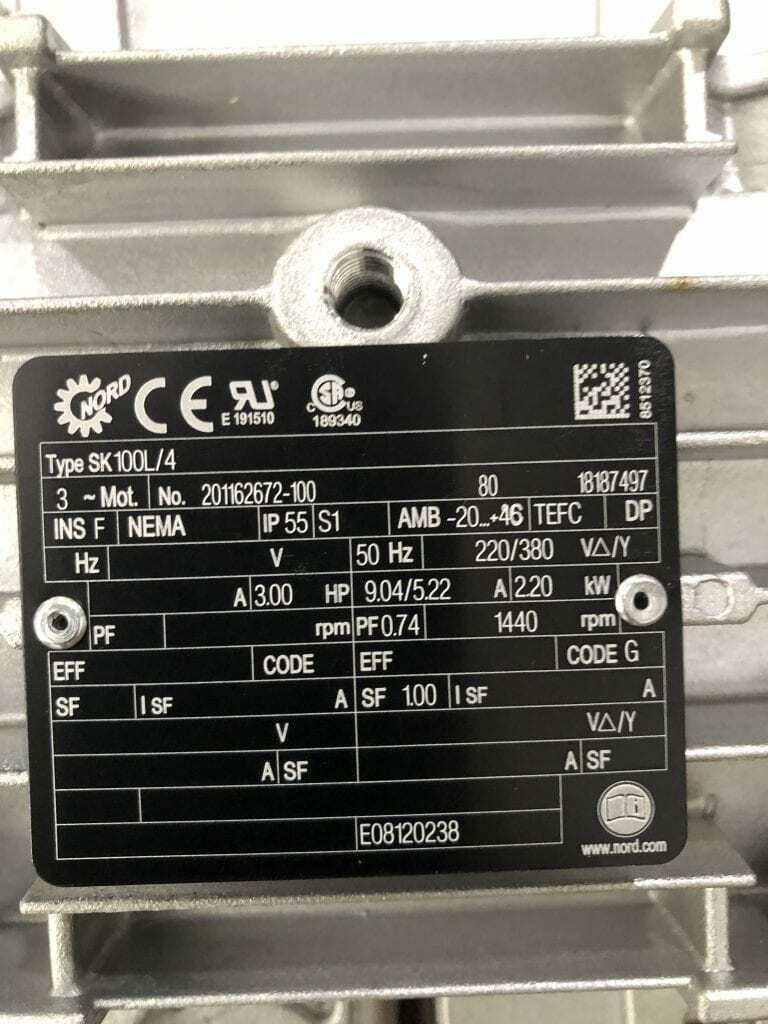 NORD CE RU C CSA US
E 191510
189340
8512370
Type SK100L/4
3 ~ Mot. No. 201162672-100 80 18187497
INS F NEMA IP 55 S1 AMB -20...+46 TEFC DP
Hz V 50 Hz 220/380 V△/Y
A 3.00 HP 9.04/5.22 A 2.20 kW
PF rpm PF 0.74 1440 rpm
EFF CODE EFF CODE G
SF I SF A SF 1.00 I SF A
V V△/Y
A SF A SF
E08120238
www.nord.com